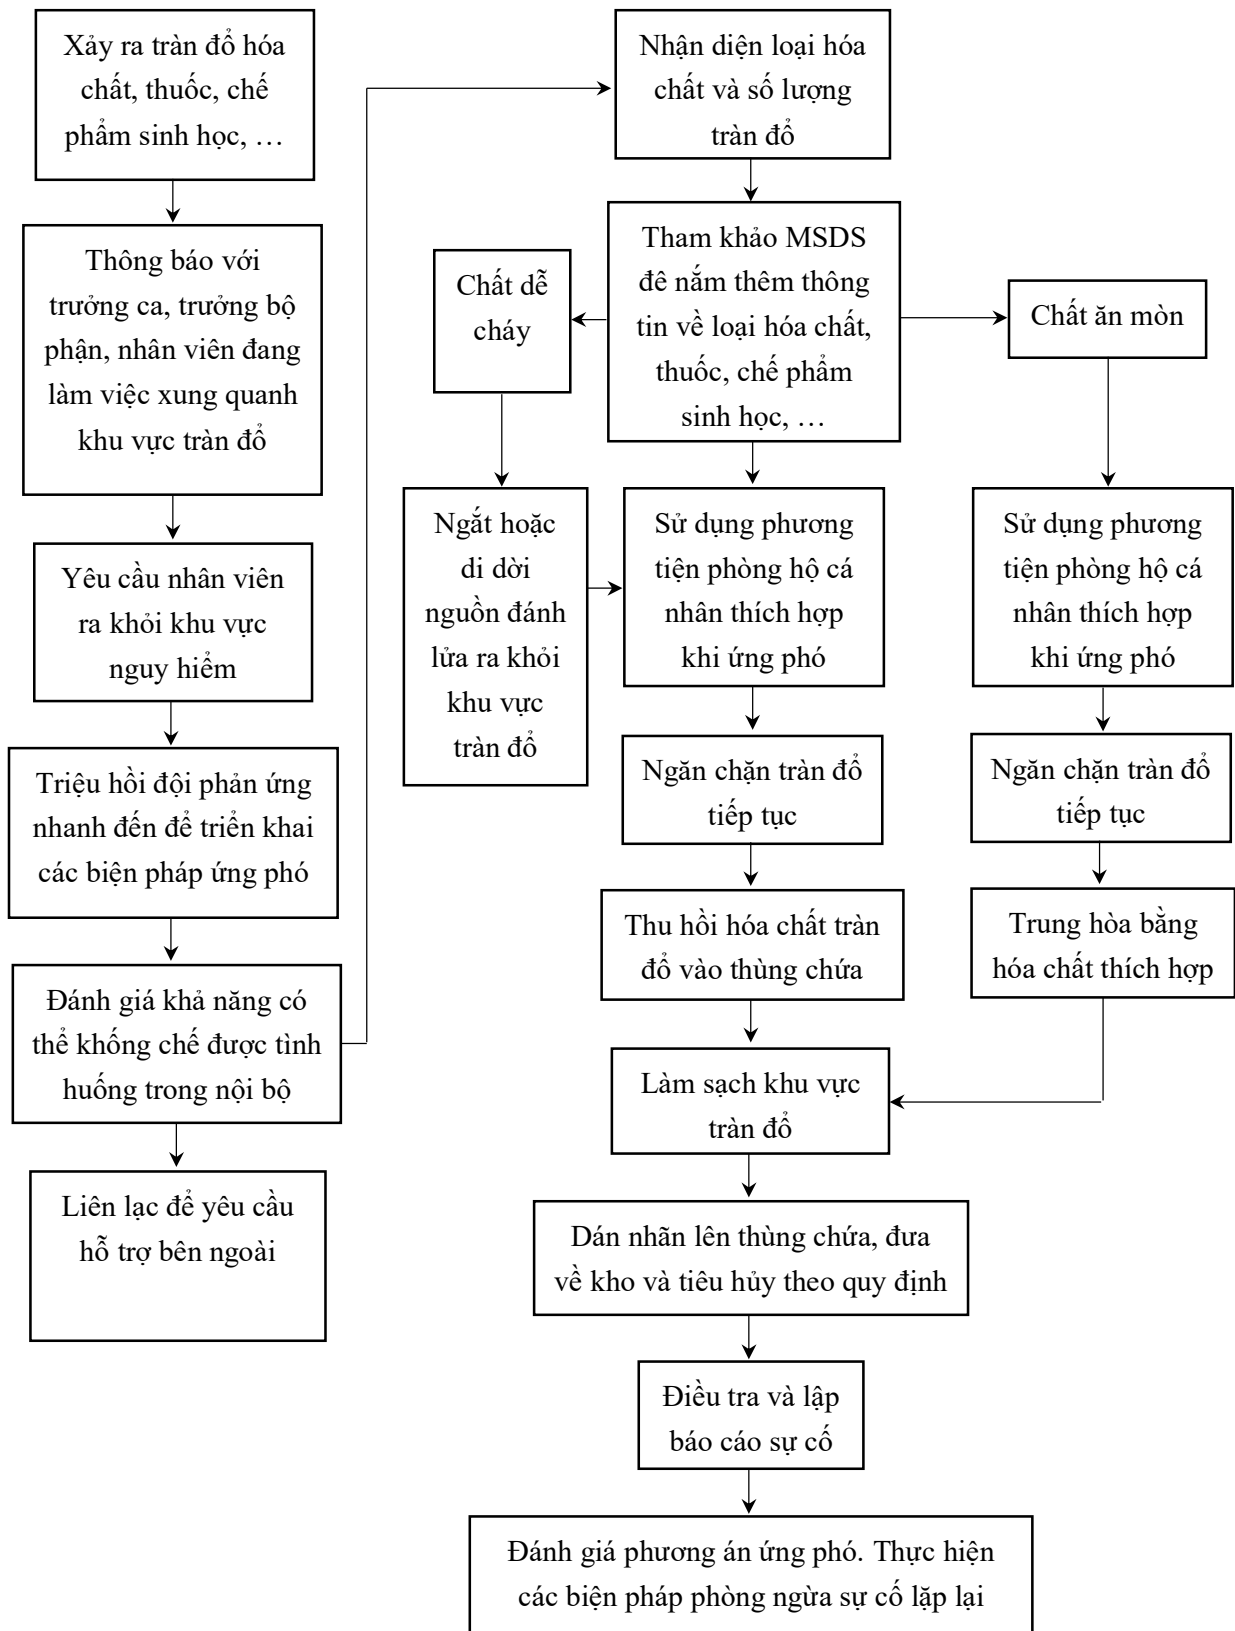 Xảy ra tràn đổ hóa
chất, thuốc, chế
phẩm sinh học, …
Thông báo với
trưởng ca, trưởng bộ
phận, nhân viên đang
làm việc xung quanh
khu vực tràn đổ
Yêu cầu nhân viên
ra khỏi khu vực
nguy hiểm
Triệu hồi đội phản ứng
nhanh đến để triển khai
các biện pháp ứng phó
Đánh giá khả năng có
thể khống chế được tình
huống trong nội bộ
Liên lạc để yêu cầu
hỗ trợ bên ngoài
Nhận diện loại hóa
chất và số lượng
tràn đổ
Tham khảo MSDS
đê nắm thêm thông
tin về loại hóa chất,
thuốc, chế phẩm
sinh học, …
Chất dễ
cháy
Chất ăn mòn
Ngắt hoặc
di dời
nguồn đánh
lửa ra khỏi
khu vực
tràn đổ
Sử dụng phương
tiện phòng hộ cá
nhân thích hợp
khi ứng phó
Sử dụng phương
tiện phòng hộ cá
nhân thích hợp
khi ứng phó
Ngăn chặn tràn đổ
tiếp tục
Ngăn chặn tràn đổ
tiếp tục
Thu hồi hóa chất tràn
đổ vào thùng chứa
Trung hòa bằng
hóa chất thích hợp
Làm sạch khu vực
tràn đổ
Dán nhãn lên thùng chứa, đưa
về kho và tiêu hủy theo quy định
Điều tra và lập
báo cáo sự cố
Đánh giá phương án ứng phó. Thực hiện
các biện pháp phòng ngừa sự cố lặp lại